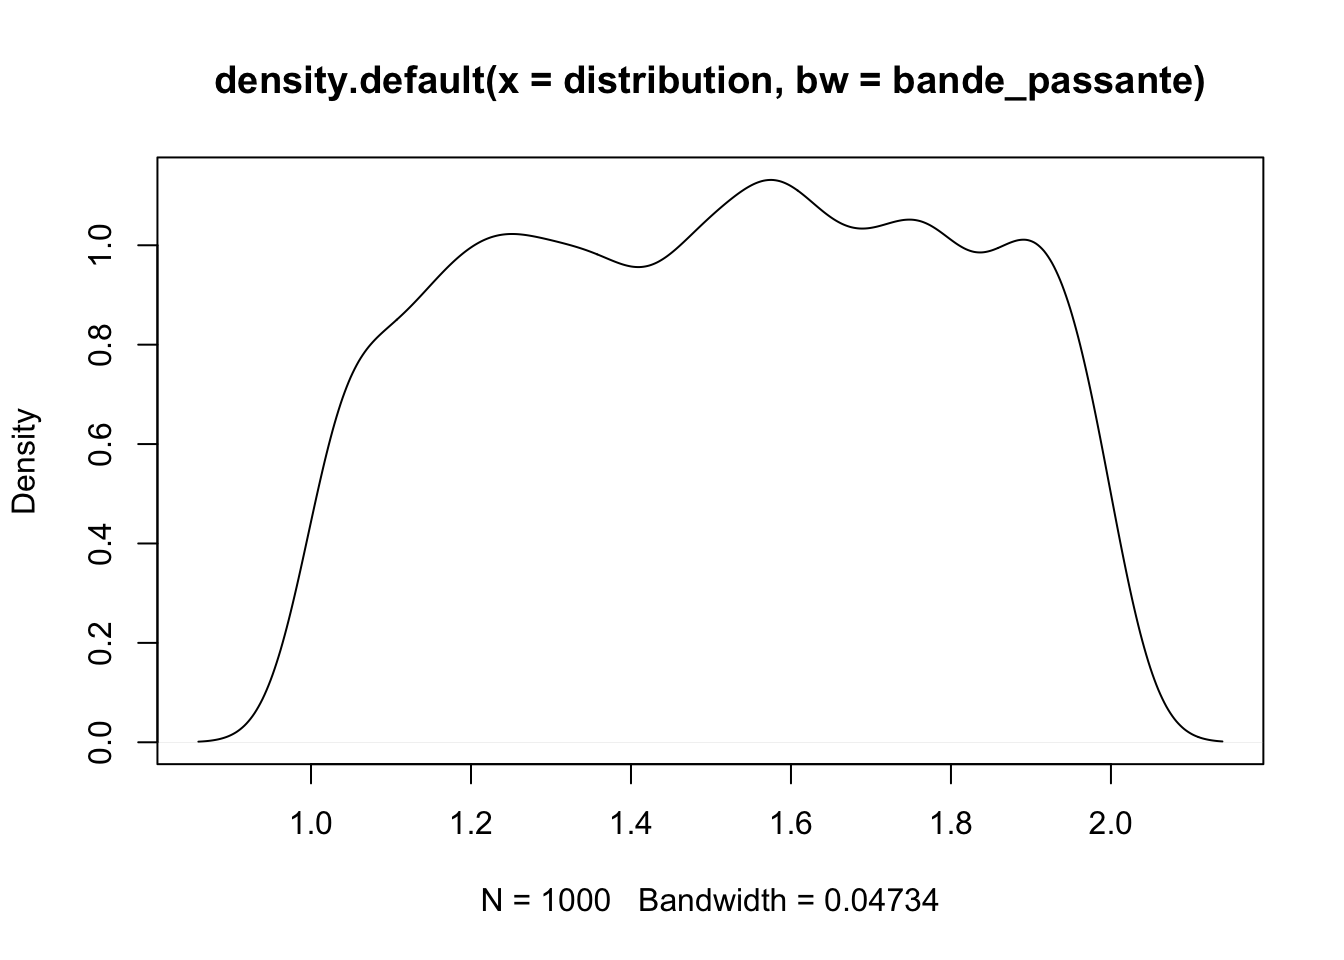 density.default(x = distribution, bw = bande_passante)
Density
0.0 0.2 0.4 0.6 0.8 1.0
1.0 1.2 1.4 1.6 1.8 2.0
N = 1000 Bandwidth = 0.04734